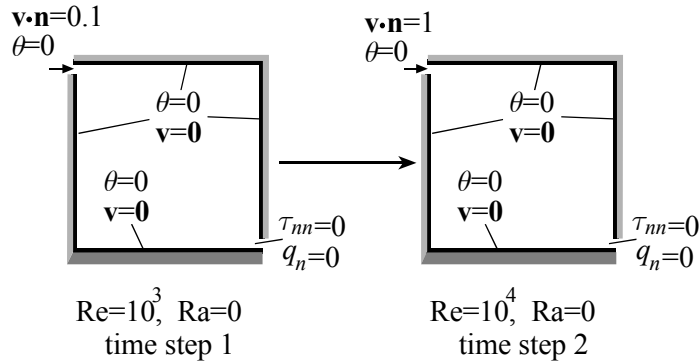 v·n=0.1
θ=0
θ=0
v=0
θ=0
v=0
τnn=0
qn=0
Re=10³, Ra=0
time step 1
v·n=1
θ=0
θ=0
v=0
θ=0
v=0
τnn=0
qn=0
Re=10⁴, Ra=0
time step 2